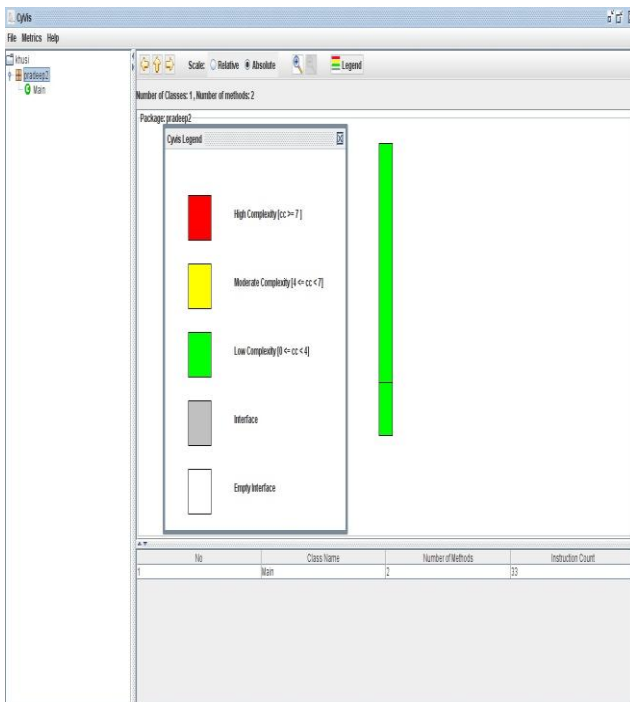 CyVis
File Metrics Help
khusi
pradeep2
Main
Scale: Relative Absolute Legend
Number of Classes: 1, Number of methods: 2
Package: pradeep2
Cyvis Legend
High Complexity [cc >= 7 ]
Moderate Complexity [4 <= cc < 7]
Low Complexity [0 <= cc < 4]
Interface
Empty Interface
No Class Name Number of Methods Instruction Count
1 Main 2 33